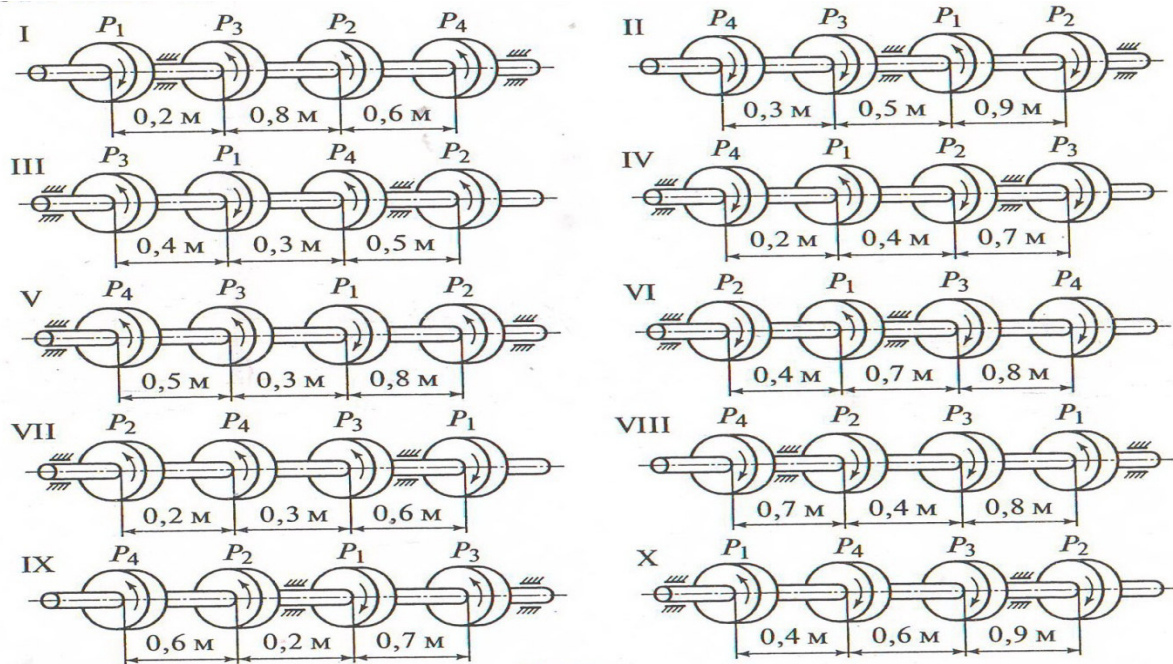 I P₁ P₃ P₂ P₄
0,2 м 0,8 м 0,6 м
II P₄ P₃ P₁ P₂
0,3 м 0,5 м 0,9 м
III P₃ P₁ P₄ P₂
0,4 м 0,3 м 0,5 м
IV P₄ P₁ P₂ P₃
0,2 м 0,4 м 0,7 м
V P₄ P₃ P₁ P₂
0,5 м 0,3 м 0,8 м
VI P₂ P₁ P₃ P₄
0,4 м 0,7 м 0,8 м
VII P₂ P₄ P₃ P₁
0,2 м 0,3 м 0,6 м
VIII P₄ P₂ P₃ P₁
0,7 м 0,4 м 0,8 м
IX P₄ P₂ P₁ P₃
0,6 м 0,2 м 0,7 м
X P₁ P₄ P₃ P₂
0,4 м 0,6 м 0,9 м